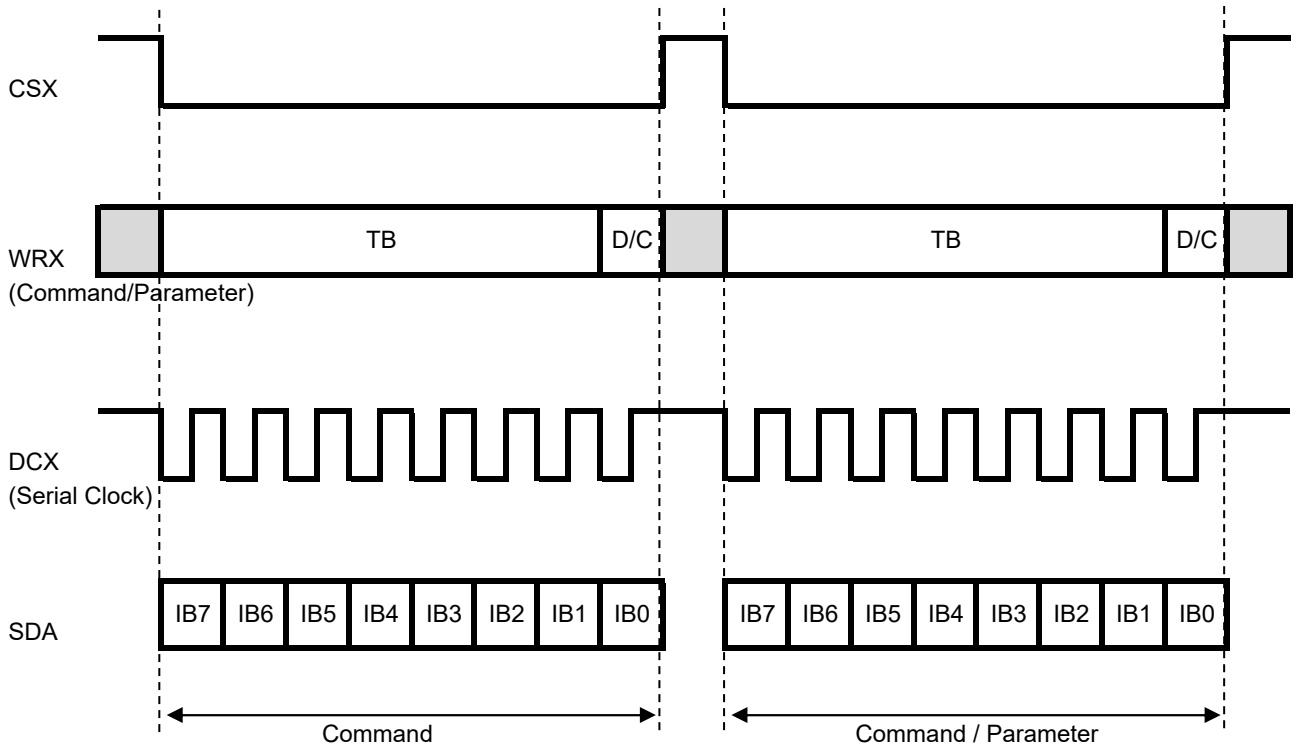 CSX
TB D/C TB D/C
WRX
(Command/Parameter)
DCX
(Serial Clock)
IB7 IB6 IB5 IB4 IB3 IB2 IB1 IB0 IB7 IB6 IB5 IB4 IB3 IB2 IB1 IB0
SDA
Command Command / Parameter